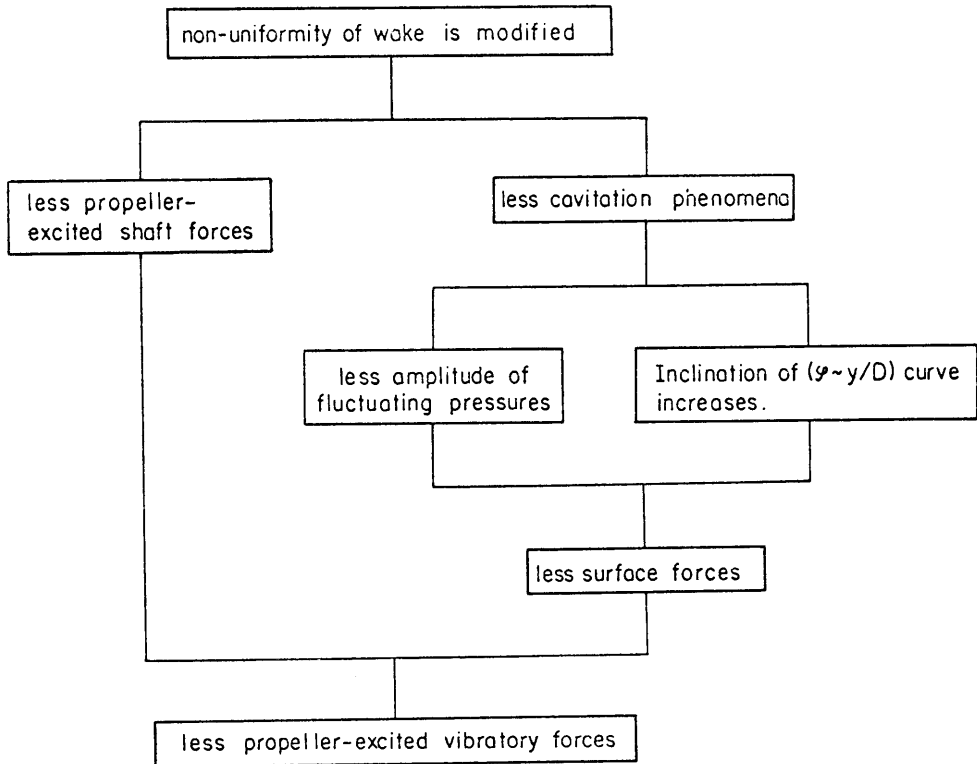 non-uniformity of wake is modified
less propeller-
excited shaft forces
less cavitation phenomena
less amplitude of
fluctuating pressures
Inclination of (φ~y/D) curve
increases.
less surface forces
less propeller-excited vibratory forces